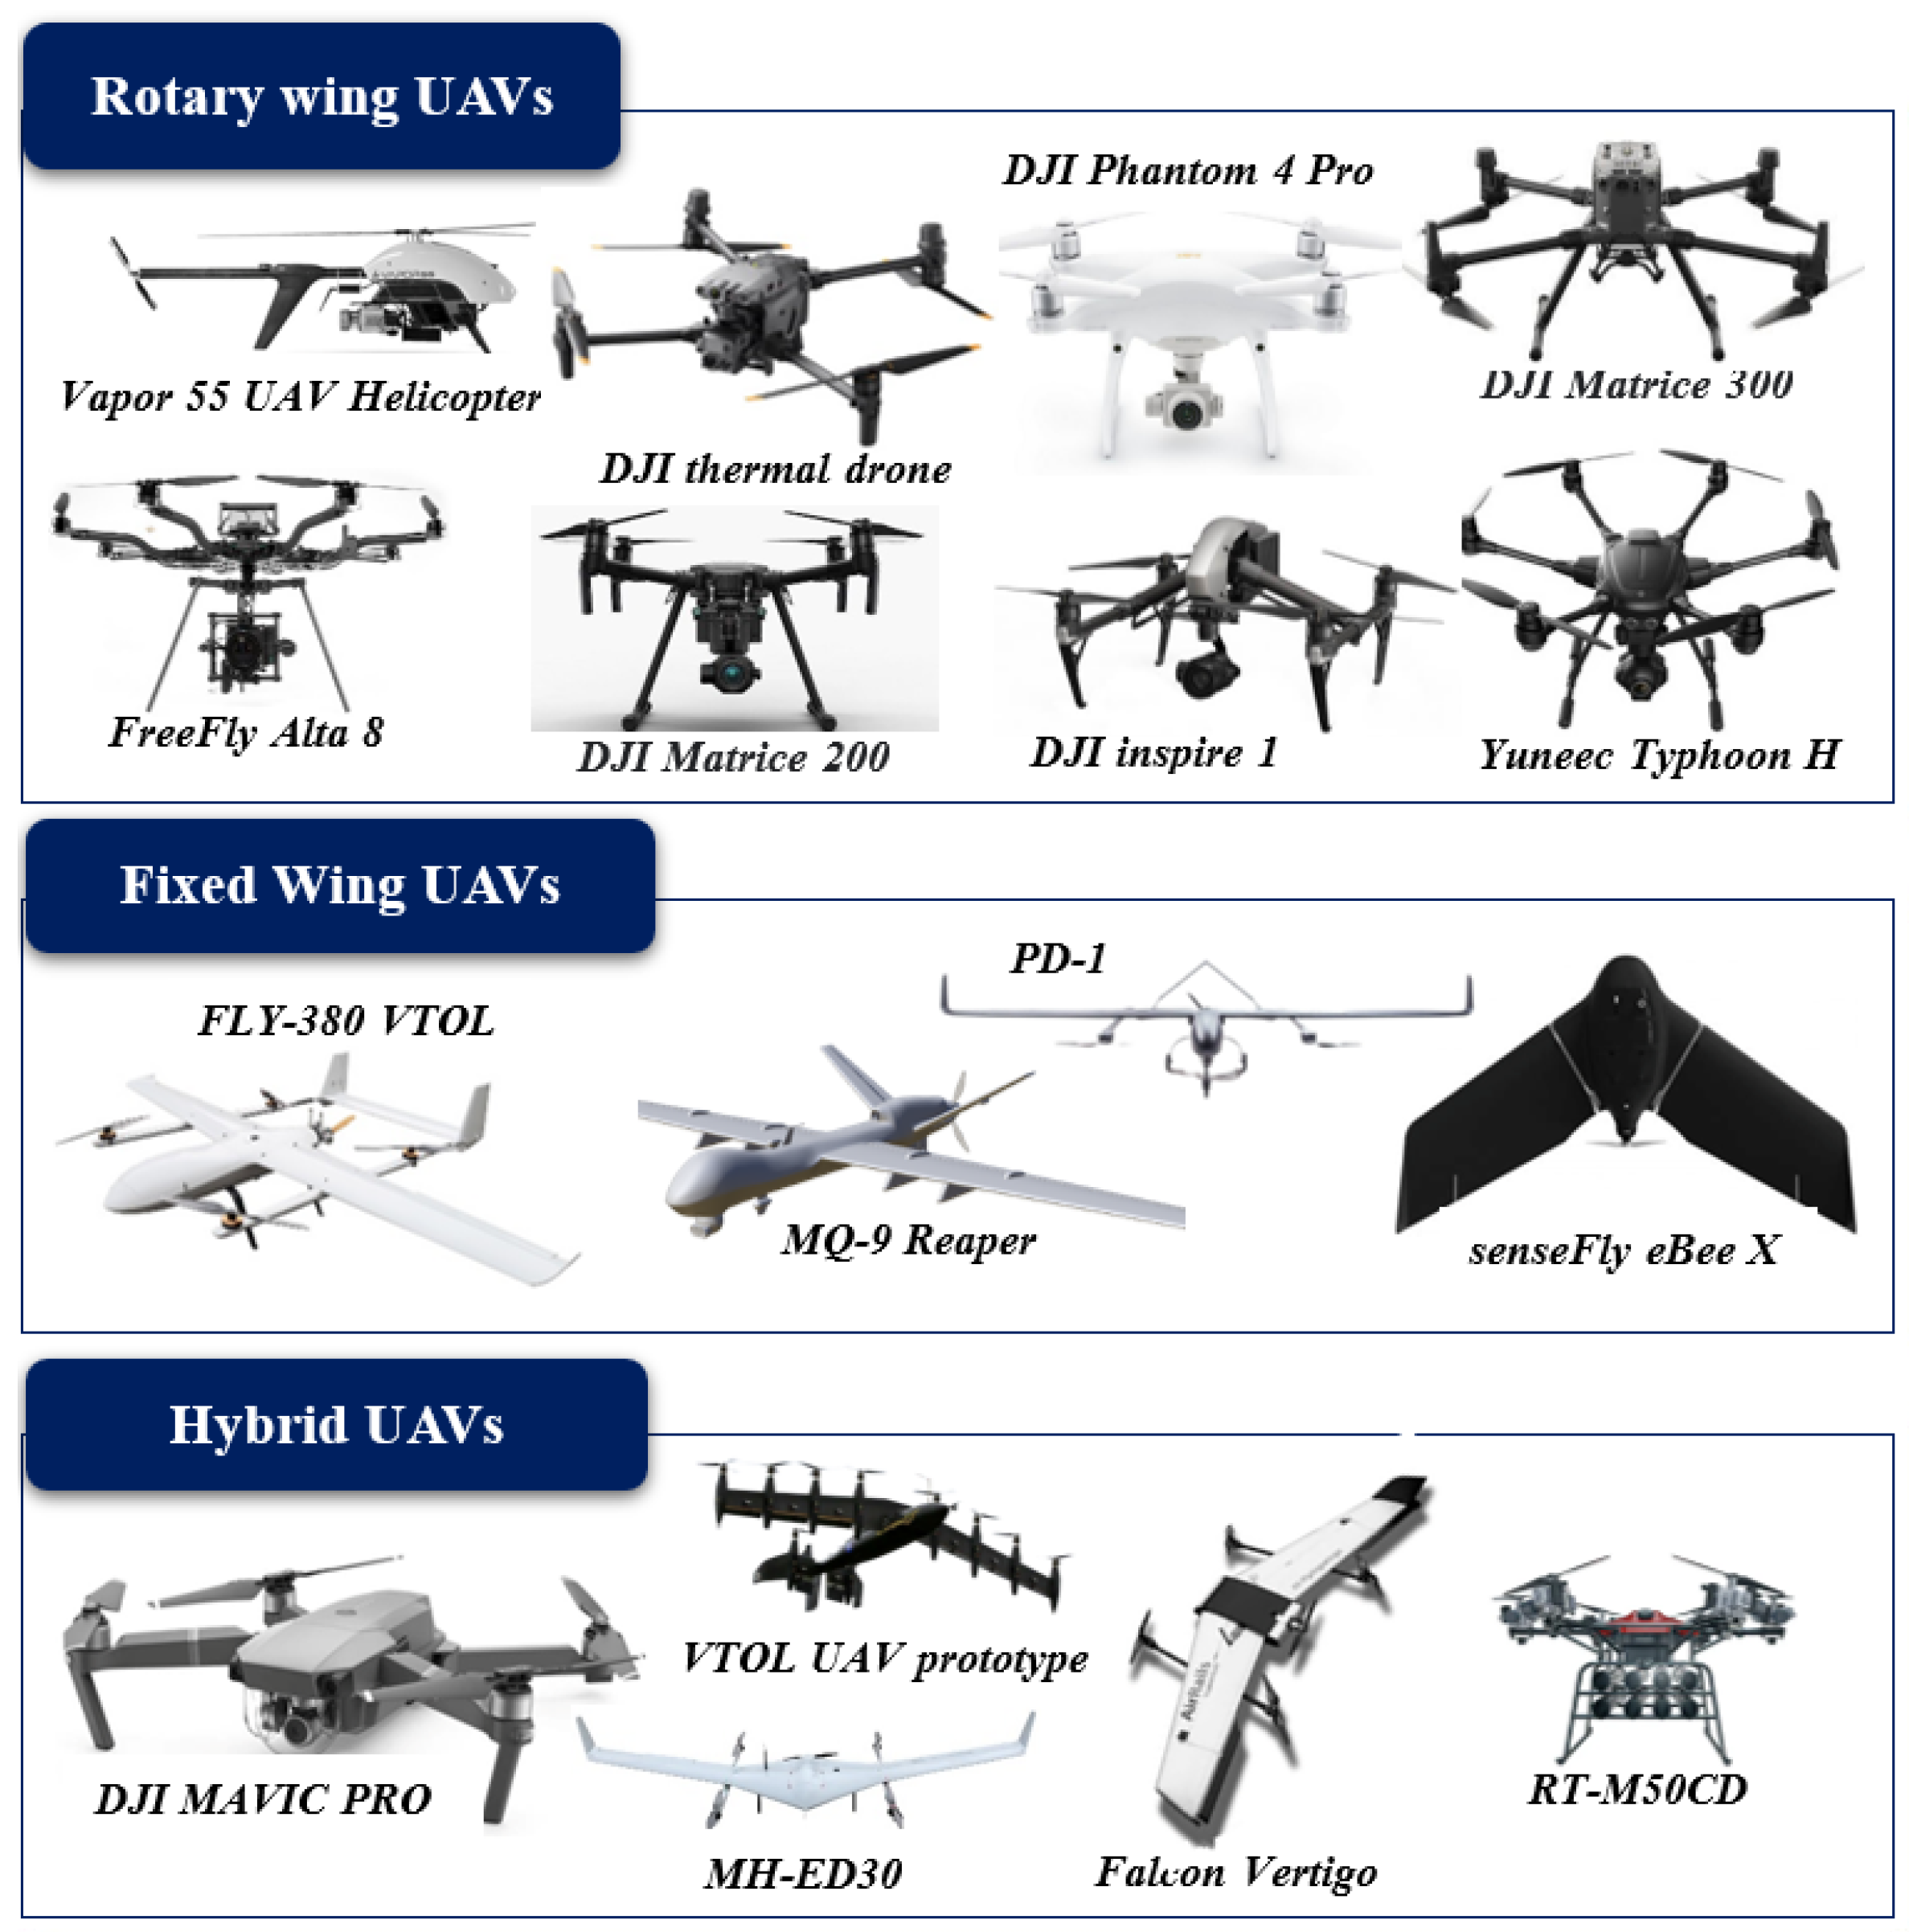 Rotary wing UAVs
DJI Phantom 4 Pro
VAPOR55
Vapor 55 UAV Helicopter
DJI Matrice 300
DJI thermal drone
FreeFly Alta 8
DJI Matrice 200
DJI inspire 1
Yuneec Typhoon H
Fixed Wing UAVs
PD-1
FLY-380 VTOL
MQ-9 Reaper
senseFly eBee X
Hybrid UAVs
VTOL UAV prototype
AirRails
DJI MAVIC PRO
RT-M50CD
MH-ED30
Falcon Vertigo